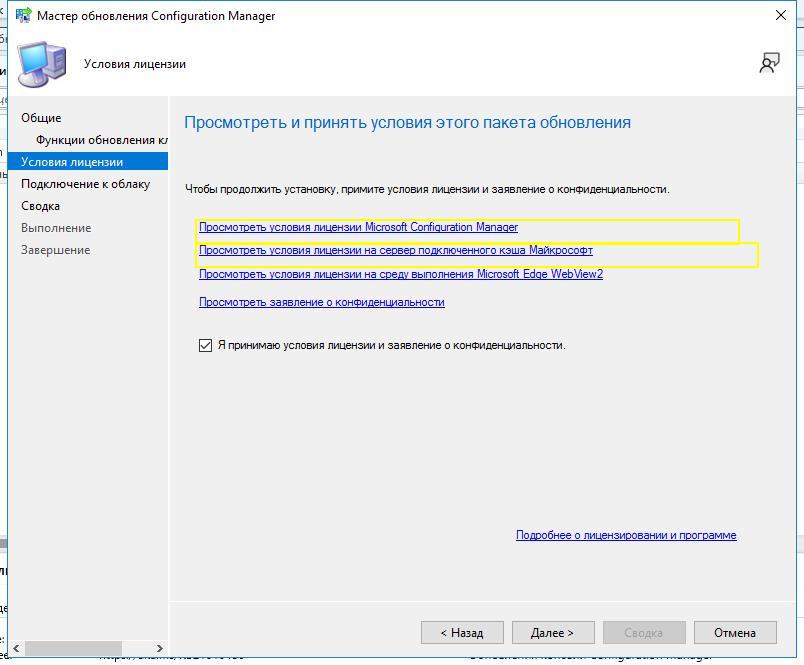 Мастер обновления Configuration Manager
Условия лицензии
Общие
Функции обновления кл
Условия лицензии
Подключение к облаку
Сводка
Выполнение
Завершение
Просмотреть и принять условия этого пакета обновления
Чтобы продолжить установку, примите условия лицензии и заявление о конфиденциальности.
Просмотреть условия лицензии Microsoft Configuration Manager
Просмотреть условия лицензии на сервер подключенного кэша Майкрософт
Просмотреть условия лицензии на среду выполнения Microsoft Edge WebView2
Просмотреть заявление о конфиденциальности
Я принимаю условия лицензии и заявление о конфиденциальности.
Подробнее о лицензировании и программе
< Назад
Далее >
Сводка
Отмена